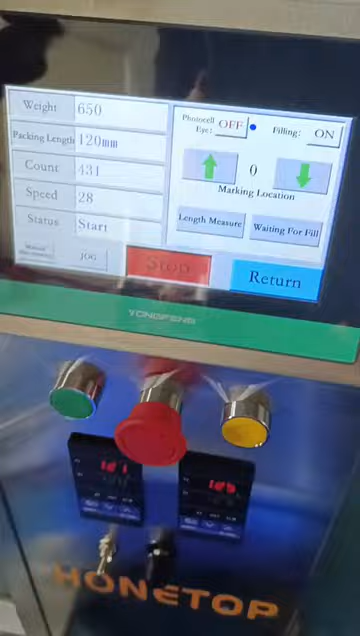 Weight 650
Packing Length 120mm
Count 431
Speed 28
Status Start
JOG
Photocell Eye: OFF
Filling: ON
0
Marking Location
Length Measure
Waiting For Fill
Stop
Return
YONGFENG
HONETOP